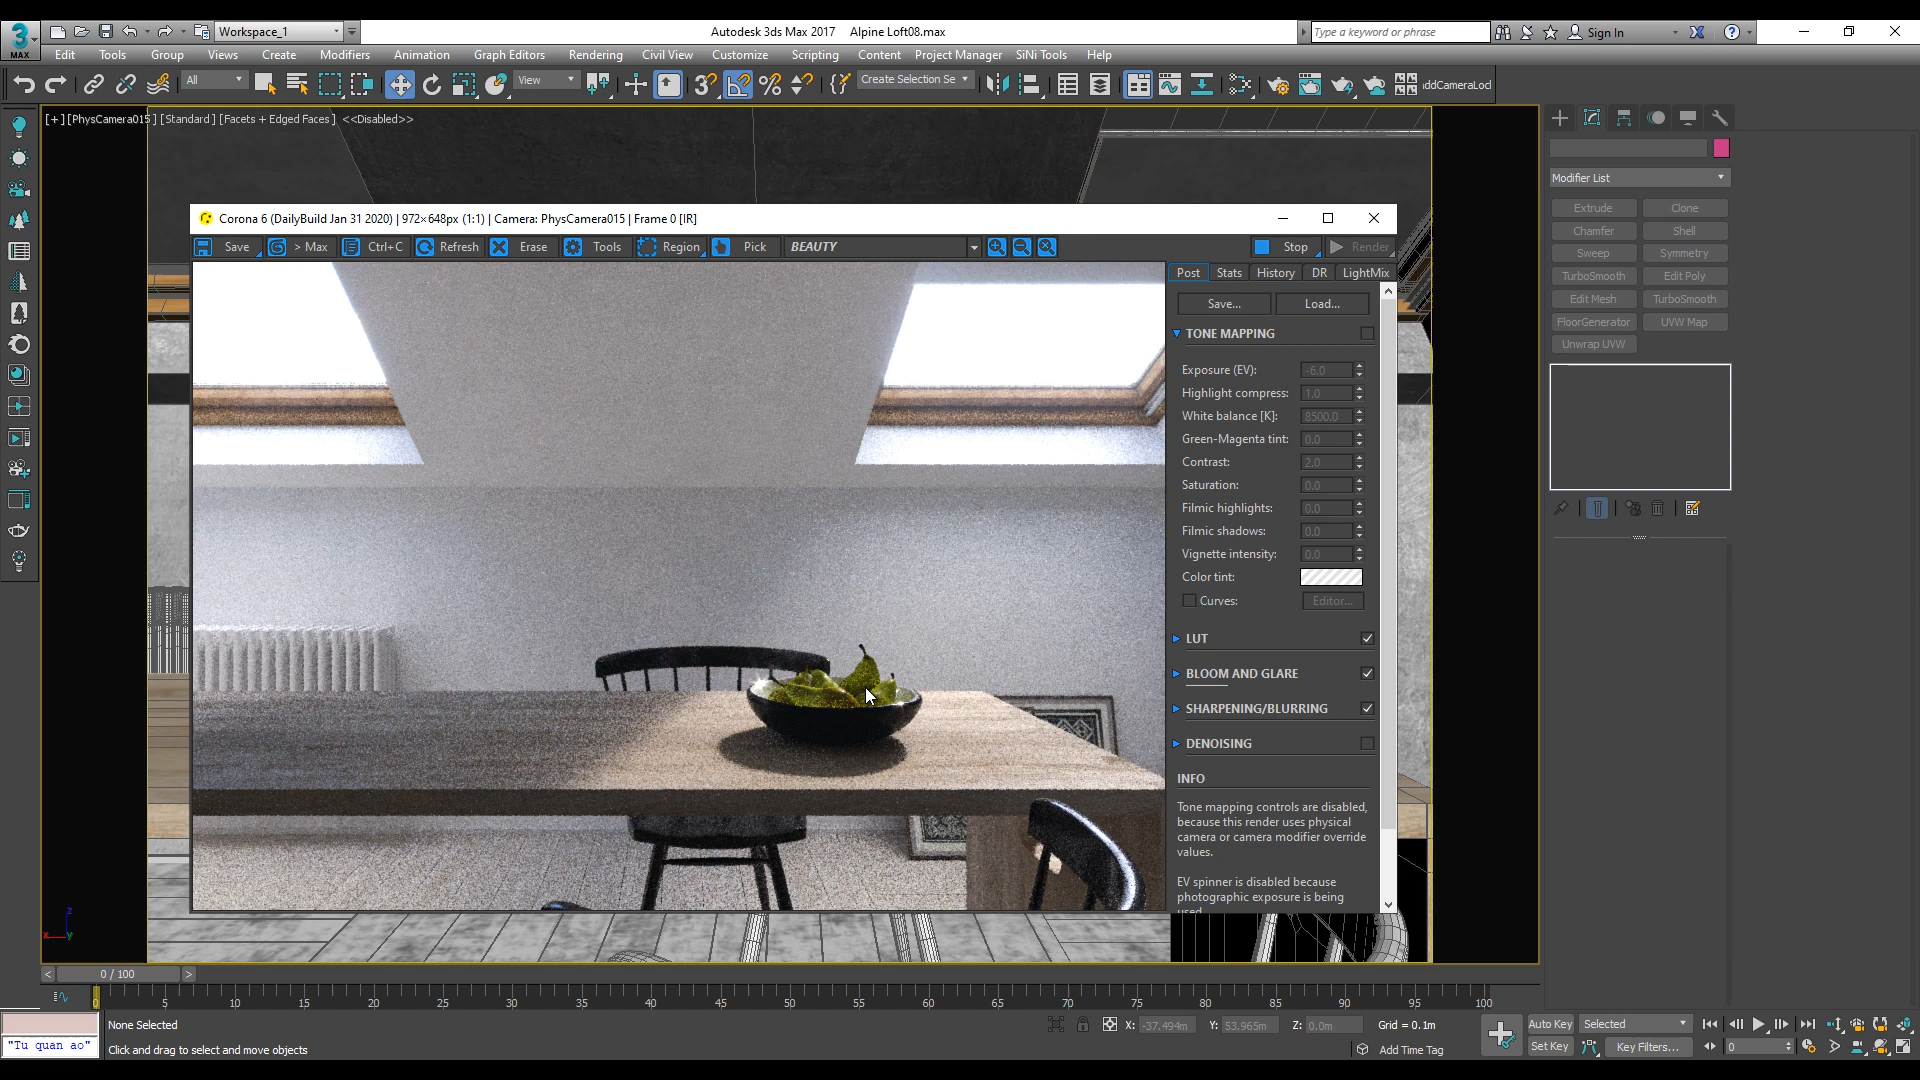 Workspace_1
Autodesk 3ds Max 2017 Alpine Loft08.max
Type a keyword or phrase
Sign In
3
MAX
Edit Tools Group Views Create Modifiers Animation Graph Editors Rendering Civil View Customize Scripting Content Project Manager SiNi Tools Help
All View Create Selection Se ddCameraLocl
[+] [PhysCamera015] [Standard] [Facets + Edged Faces] <<Disabled>>
Corona 6 (DailyBuild Jan 31 2020) | 972×648px (1:1) | Camera: PhysCamera015 | Frame 0 [IR]
Save > Max Ctrl+C Refresh Erase Tools Region Pick BEAUTY Stop Render
Post Stats History DR LightMix
Save... Load...
TONE MAPPING
Exposure (EV): -6.0
Highlight compress: 1.0
White balance [K]: 8500.0
Green-Magenta tint: 0.0
Contrast: 2.0
Saturation: 0.0
Filmic highlights: 0.0
Filmic shadows: 0.0
Vignette intensity: 0.0
Color tint:
Curves: Editor...
LUT
BLOOM AND GLARE
SHARPENING/BLURRING
DENOISING
INFO
Tone mapping controls are disabled,
because this render uses physical
camera or camera modifier override
values.
EV spinner is disabled because
photographic exposure is being
used
Modifier List
Extrude Clone
Chamfer Shell
Sweep Symmetry
TurboSmooth Edit Poly
Edit Mesh TurboSmooth
FloorGenerator UVW Map
Unwrap UVW
z
x y
< 0 / 100 >
0 5 10 15 20 25 30 35 40 45 50 55 60 65 70 75 80 85 90 95 100
None Selected
X: -37.494m Y: 53.965m Z: 0.0m Grid = 0.1m
Auto Key Selected
"Tu quan ao"
Click and drag to select and move objects
Add Time Tag
Set Key Key Filters... 0